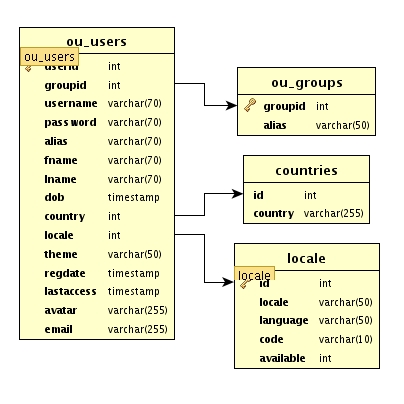 ou_users
ou_users
userid int
groupid int
username varchar(70)
password varchar(70)
alias varchar(70)
fname varchar(70)
lname varchar(70)
dob timestamp
country int
locale int
theme varchar(50)
regdate timestamp
lastaccess timestamp
avatar varchar(255)
email varchar(255)
ou_groups
groupid int
alias varchar(50)
countries
id int
country varchar(255)
locale
locale
id int
locale varchar(50)
language varchar(50)
code varchar(10)
available int